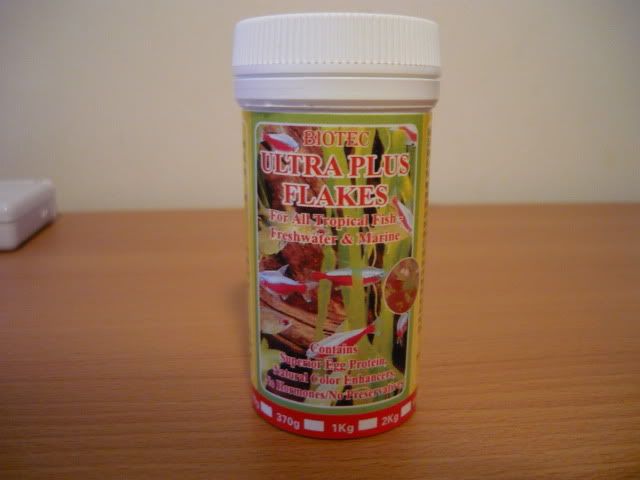 BIOTEC
ULTRA PLUS
FLAKES
For All Tropical Fish -
Freshwater & Marine
Contains
Superior Egg Protein,
Natural Color Enhancers,
No Hormones/No Preservatives
370g 1Kg 2Kg